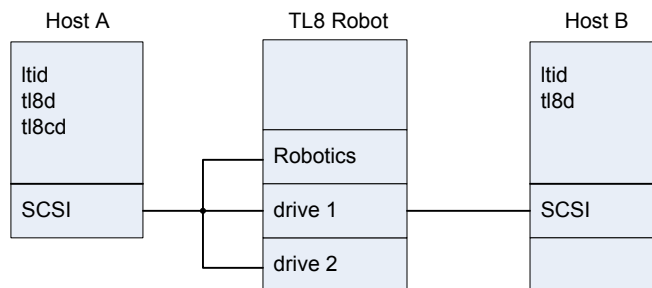 Host A
TL8 Robot
Host B
ltid
tl8d
tl8cd
ltid
tl8d
Robotics
SCSI
drive 1
SCSI
drive 2